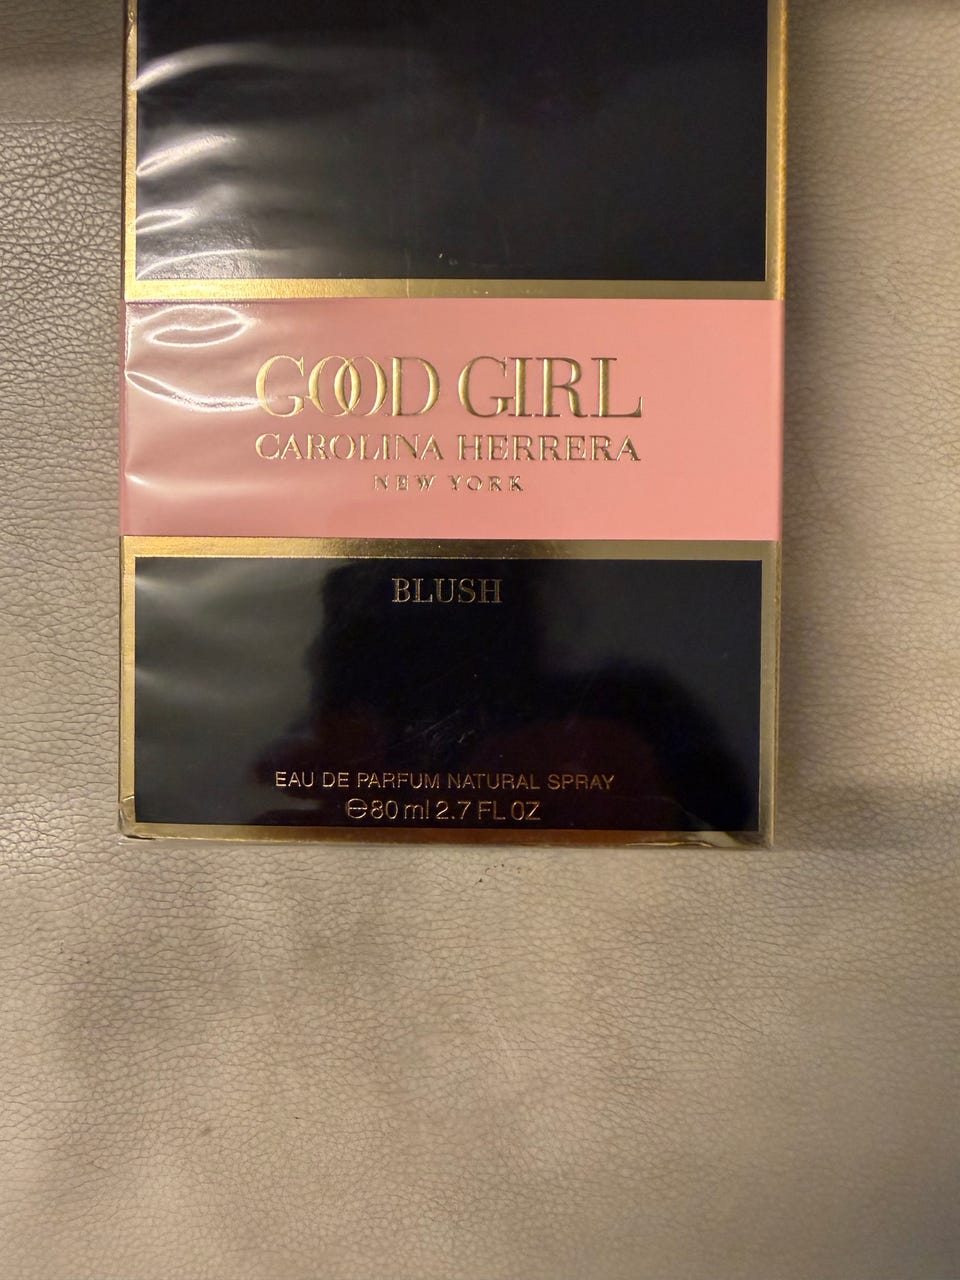 GOOD GIRL
CAROLINA HERRERA
NEW YORK
BLUSH
EAU DE PARFUM NATURAL SPRAY
℮80 ml 2.7 FL OZ